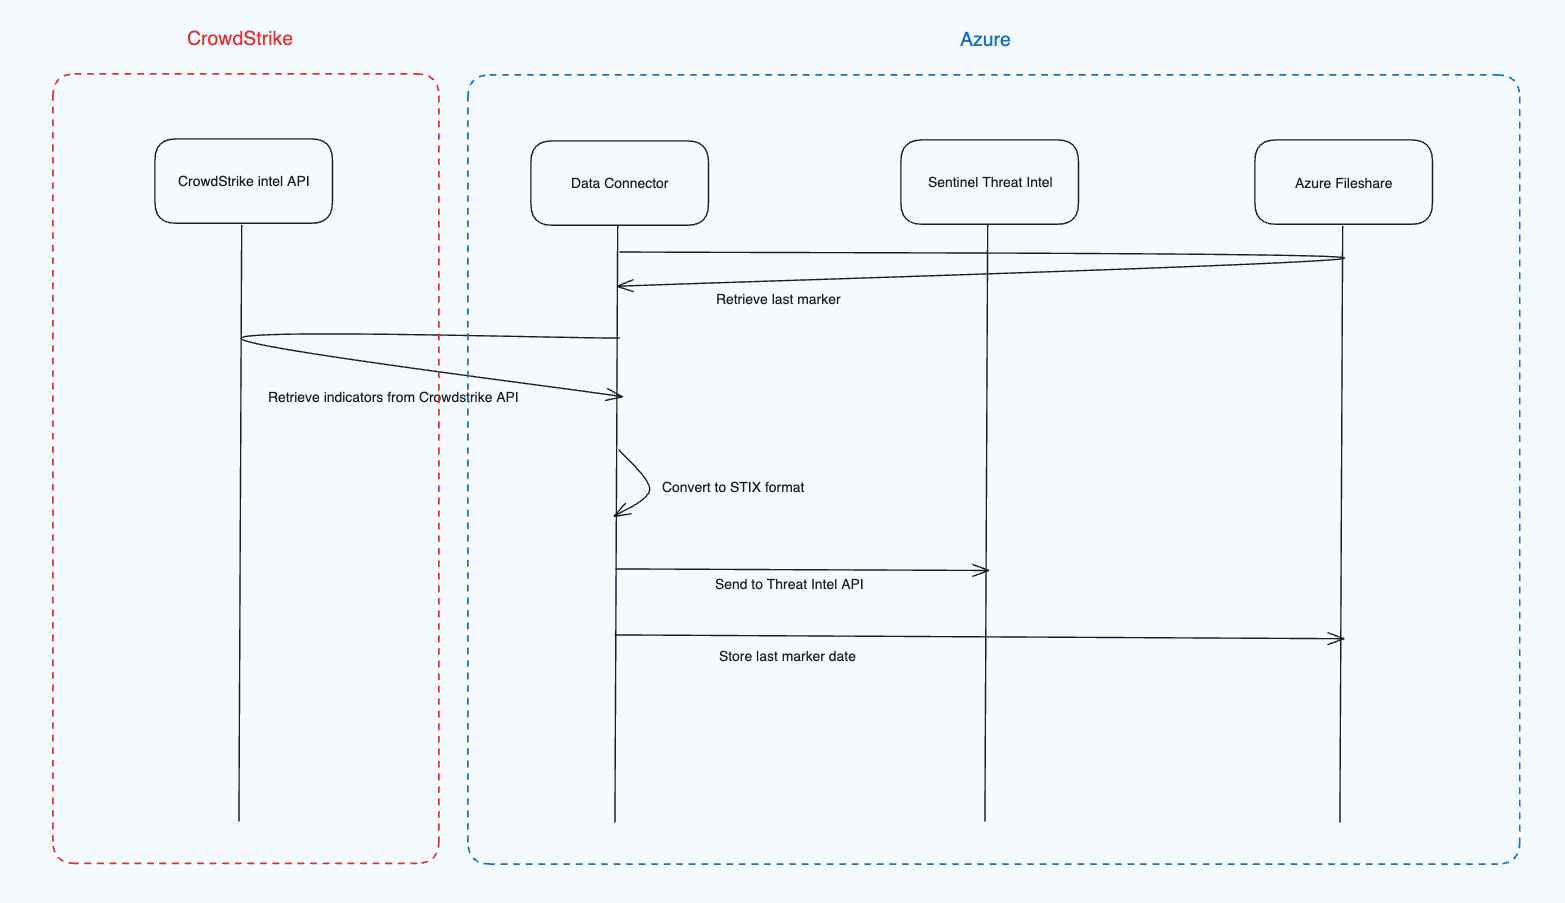 CrowdStrike
Azure
CrowdStrike intel API
Data Connector
Sentinel Threat Intel
Azure Fileshare
Retrieve last marker
Retrieve indicators from Crowdstrike API
Convert to STIX format
Send to Threat Intel API
Store last marker date